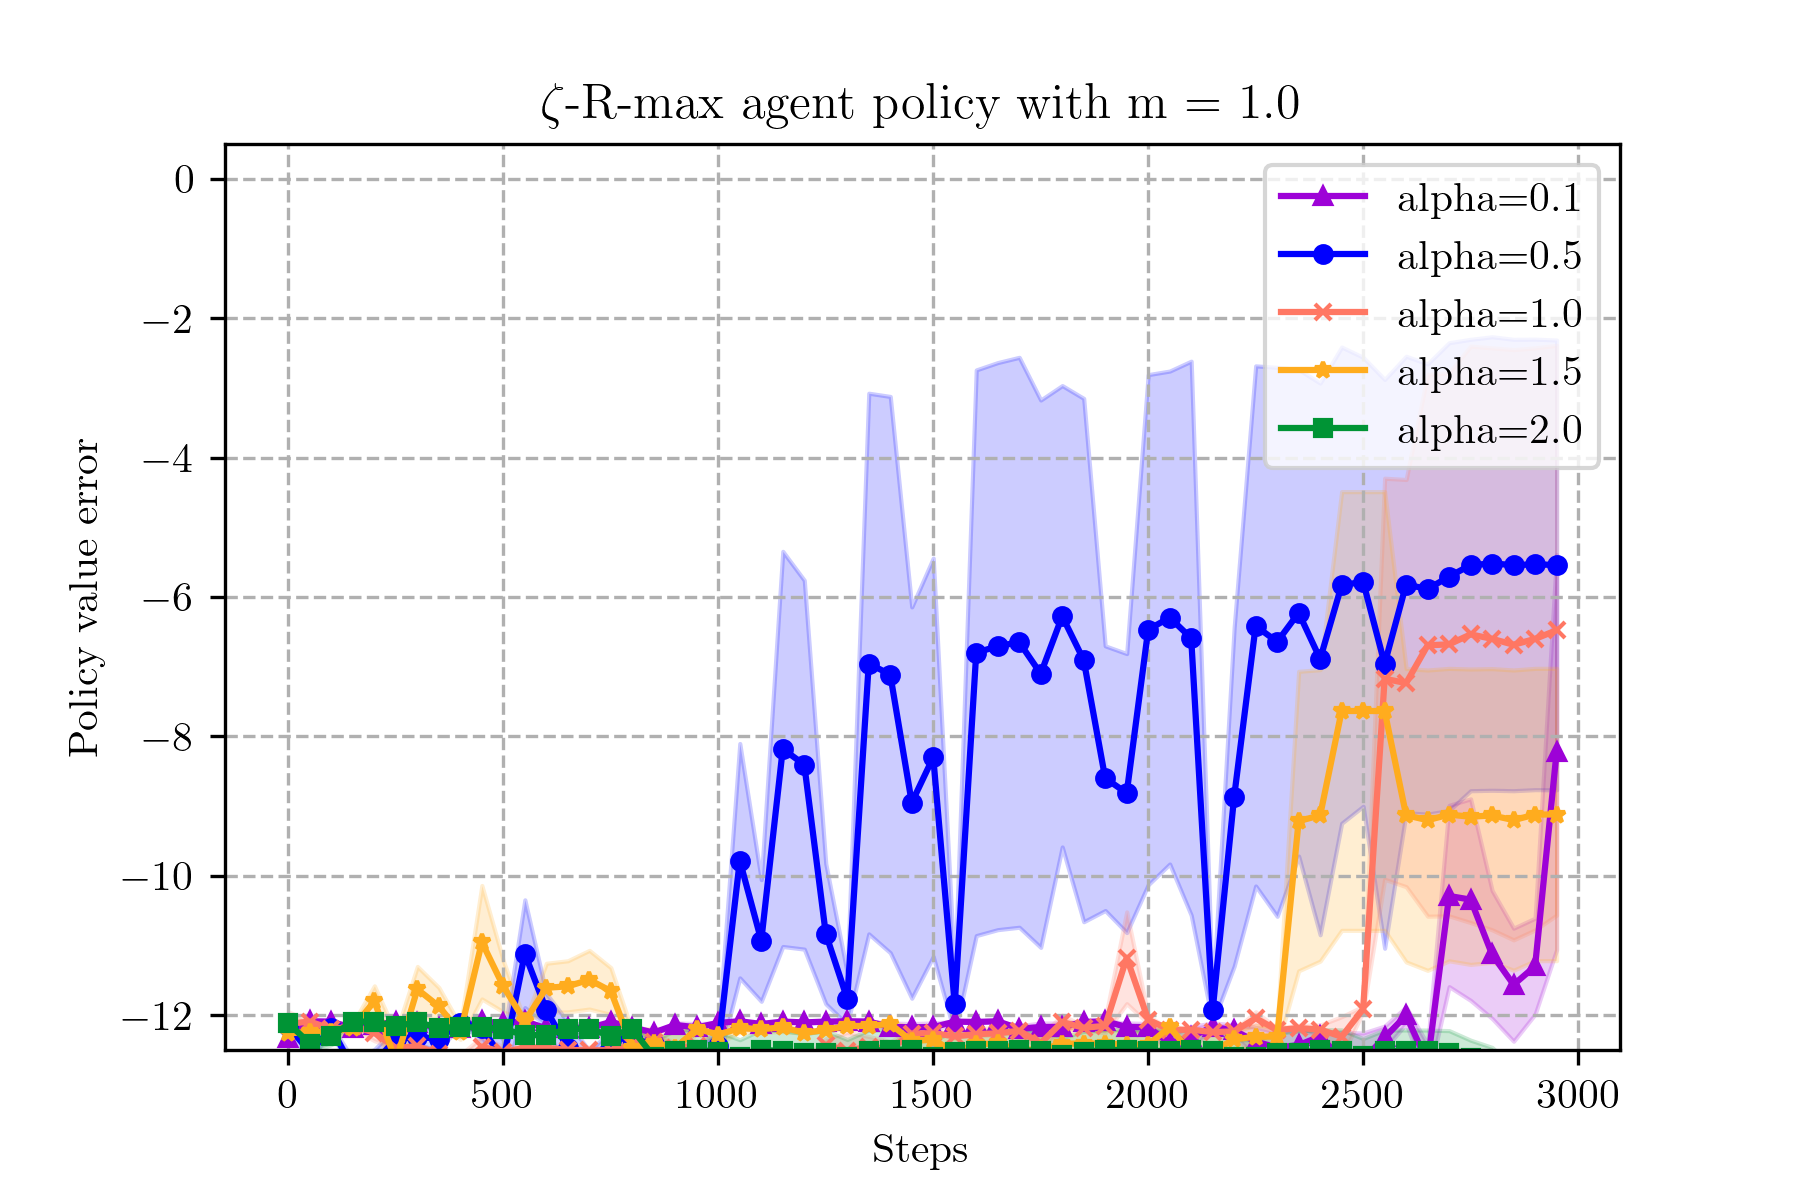 ζ-R-max agent policy with m = 1.0
Policy value error
0
−2
−4
−6
−8
−10
−12
alpha=0.1
alpha=0.5
alpha=1.0
alpha=1.5
alpha=2.0
0 500 1000 1500 2000 2500 3000
Steps